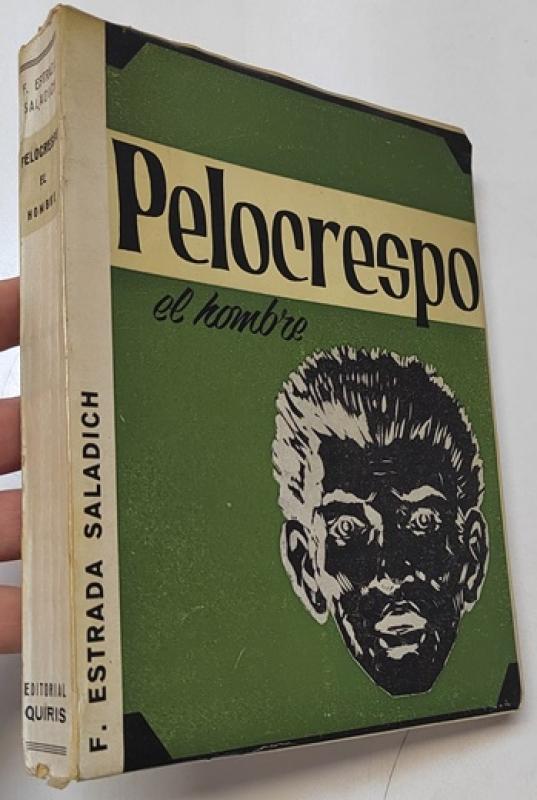 F. ESTRADA
SALADICH
PELOCRESPO
EL
HOMBRE
EDITORIAL
QUIRIS
F. ESTRADA SALADICH
Pelocrespo
el hombre